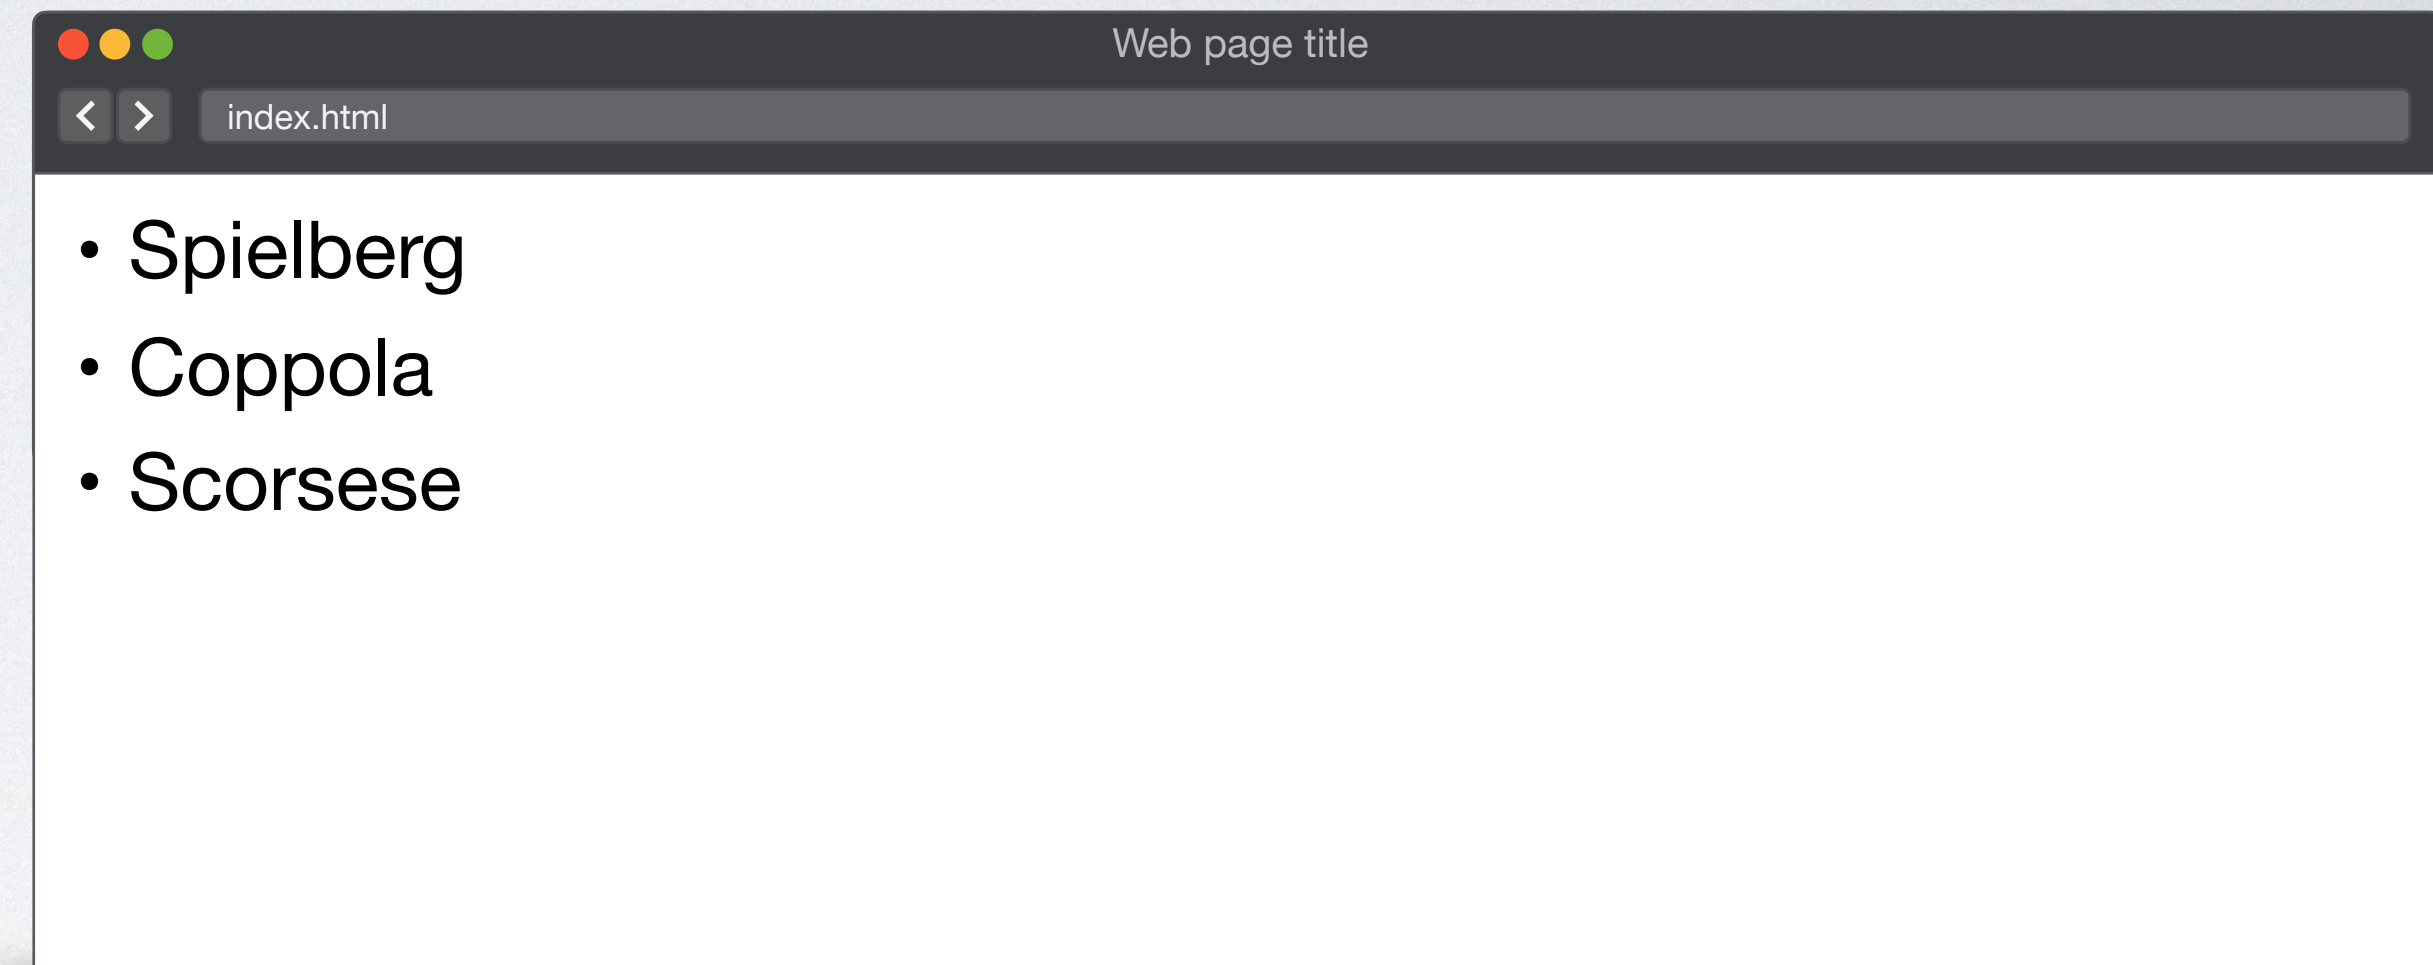 Web page title
index.html
• Spielberg
• Coppola
• Scorsese